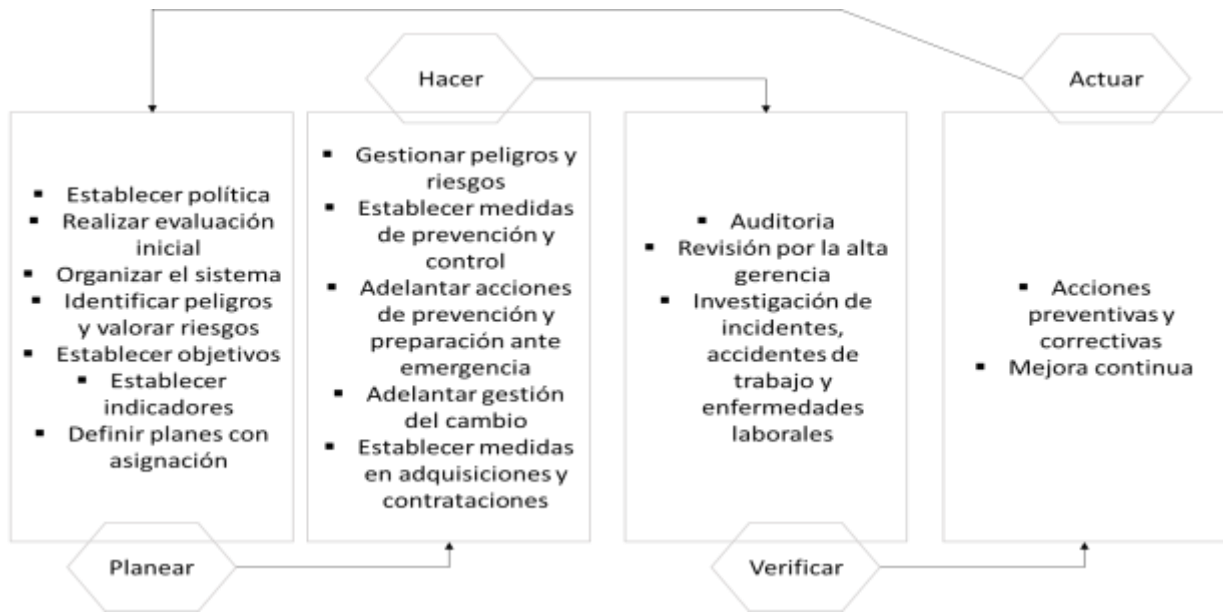 Planear
▪ Establecer política
▪ Realizar evaluación
inicial
▪ Organizar el sistema
▪ Identificar peligros
y valorar riesgos
▪ Establecer objetivos
▪ Establecer
indicadores
▪ Definir planes con
asignación
Hacer
▪ Gestionar peligros y
riesgos
▪ Establecer medidas
de prevención y
control
▪ Adelantar acciones
de prevención y
preparación ante
emergencia
▪ Adelantar gestión
del cambio
▪ Establecer medidas
en adquisiciones y
contrataciones
Verificar
▪ Auditoria
▪ Revisión por la alta
gerencia
▪ Investigación de
incidentes,
accidentes de
trabajo y
enfermedades
laborales
Actuar
▪ Acciones
preventivas y
correctivas
▪ Mejora continua